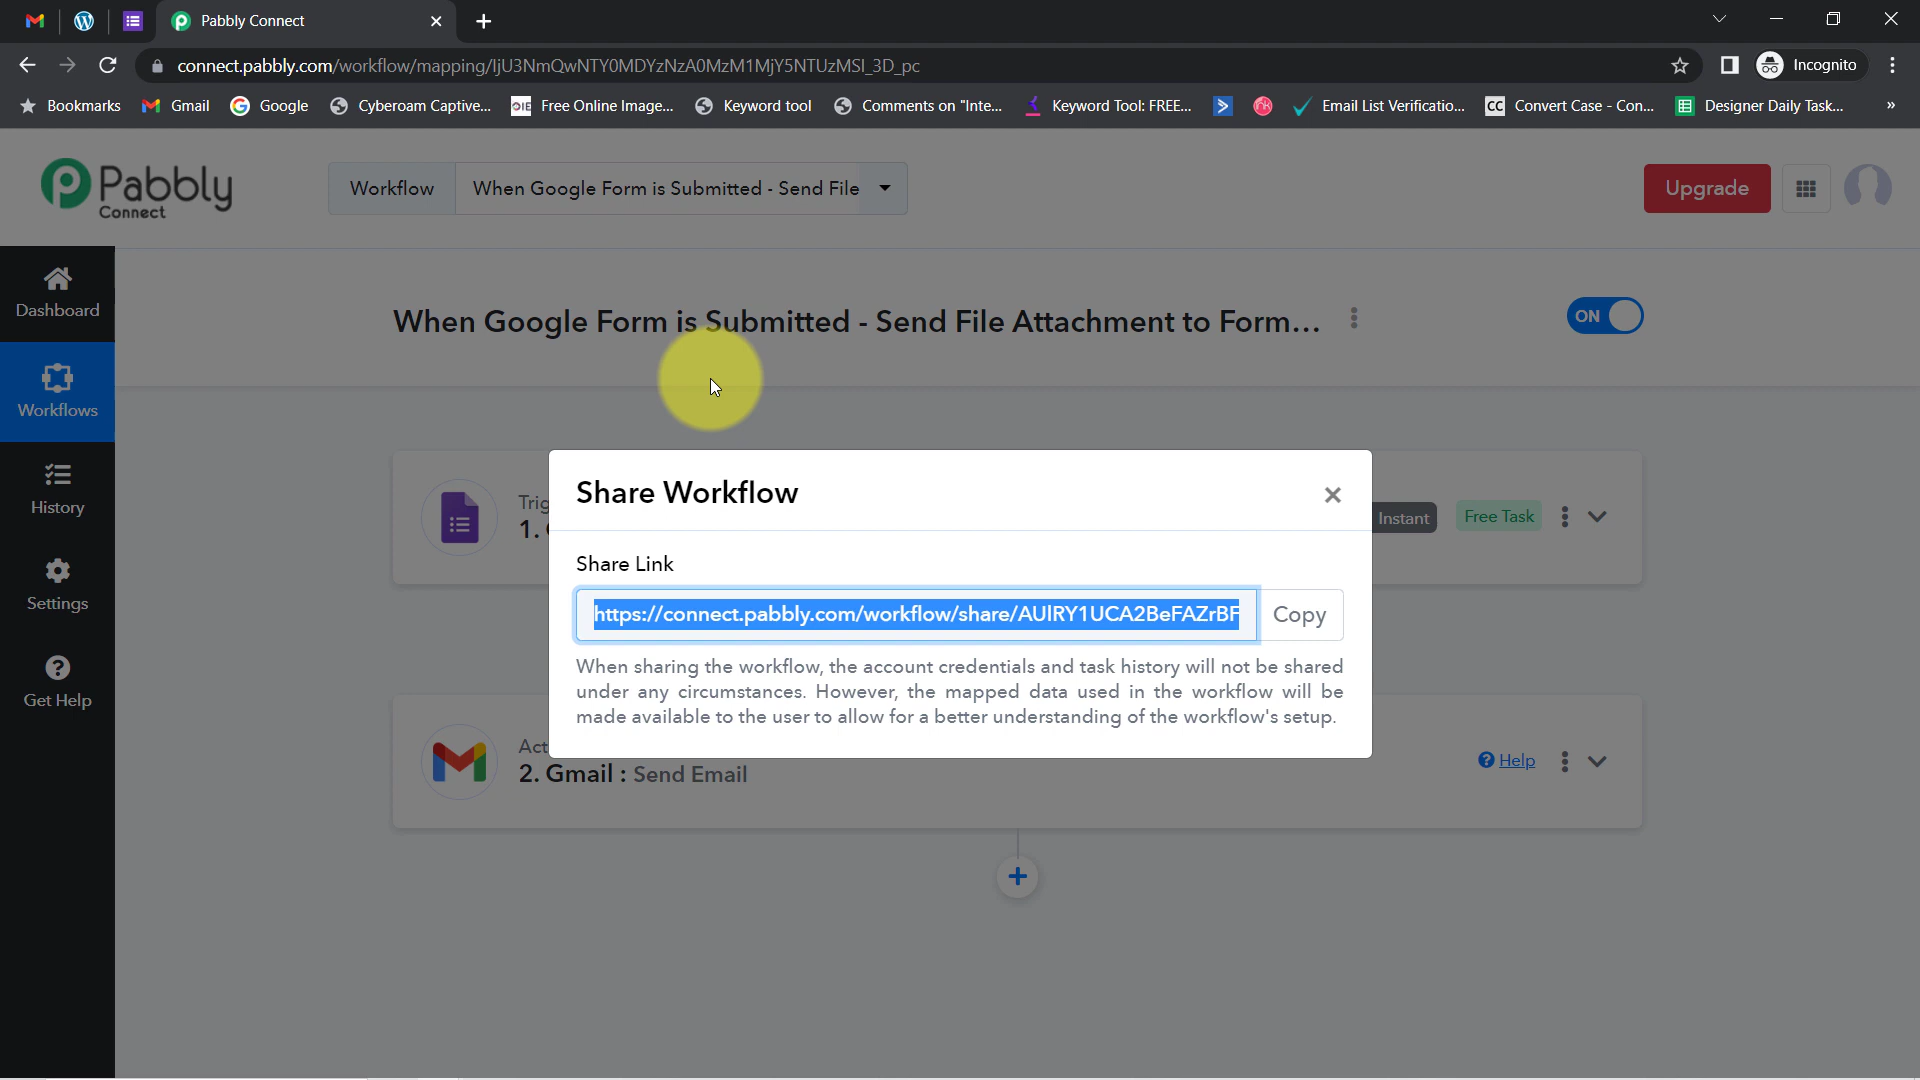 Pabbly Connect
connect.pabbly.com/workflow/mapping/IjU3NmQwNTY0MDYzNzA0MzM1MjY5NTUzMSI_3D_pc
Incognito
Bookmarks
Gmail
Google
Cyberoam Captive...
OIE
Free Online Image...
Keyword tool
Comments on "Inte...
Keyword Tool: FREE...
Email List Verificatio...
CC
Convert Case - Con...
Designer Daily Task...
»
Pabbly
Connect
Workflow
When Google Form is Submitted - Send File
Upgrade
Dashboard
Workflows
History
Settings
Get Help
When Google Form is Submitted - Send File Attachment to Form...
ON
Trig
1.
Instant
Free Task
Share Workflow
Share Link
https://connect.pabbly.com/workflow/share/AUIRY1UCA2BeFAZrBF
Copy
When sharing the workflow, the account credentials and task history will not be shared
under any circumstances. However, the mapped data used in the workflow will be
made available to the user to allow for a better understanding of the workflow's setup.
Act
2. Gmail : Send Email
Help